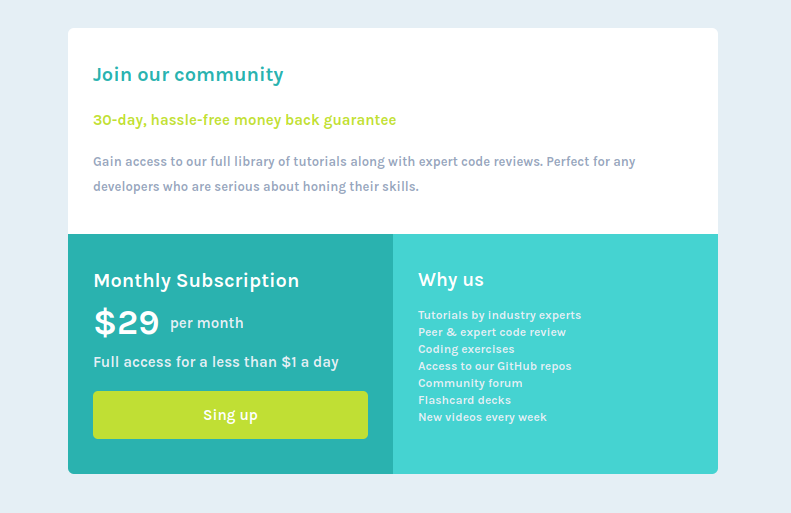 Join our community
30-day, hassle-free money back guarantee
Gain access to our full library of tutorials along with expert code reviews. Perfect for any
developers who are serious about honing their skills.
Monthly Subscription
$29 per month
Full access for a less than $1 a day
Sing up
Why us
Tutorials by industry experts
Peer & expert code review
Coding exercises
Access to our GitHub repos
Community forum
Flashcard decks
New videos every week